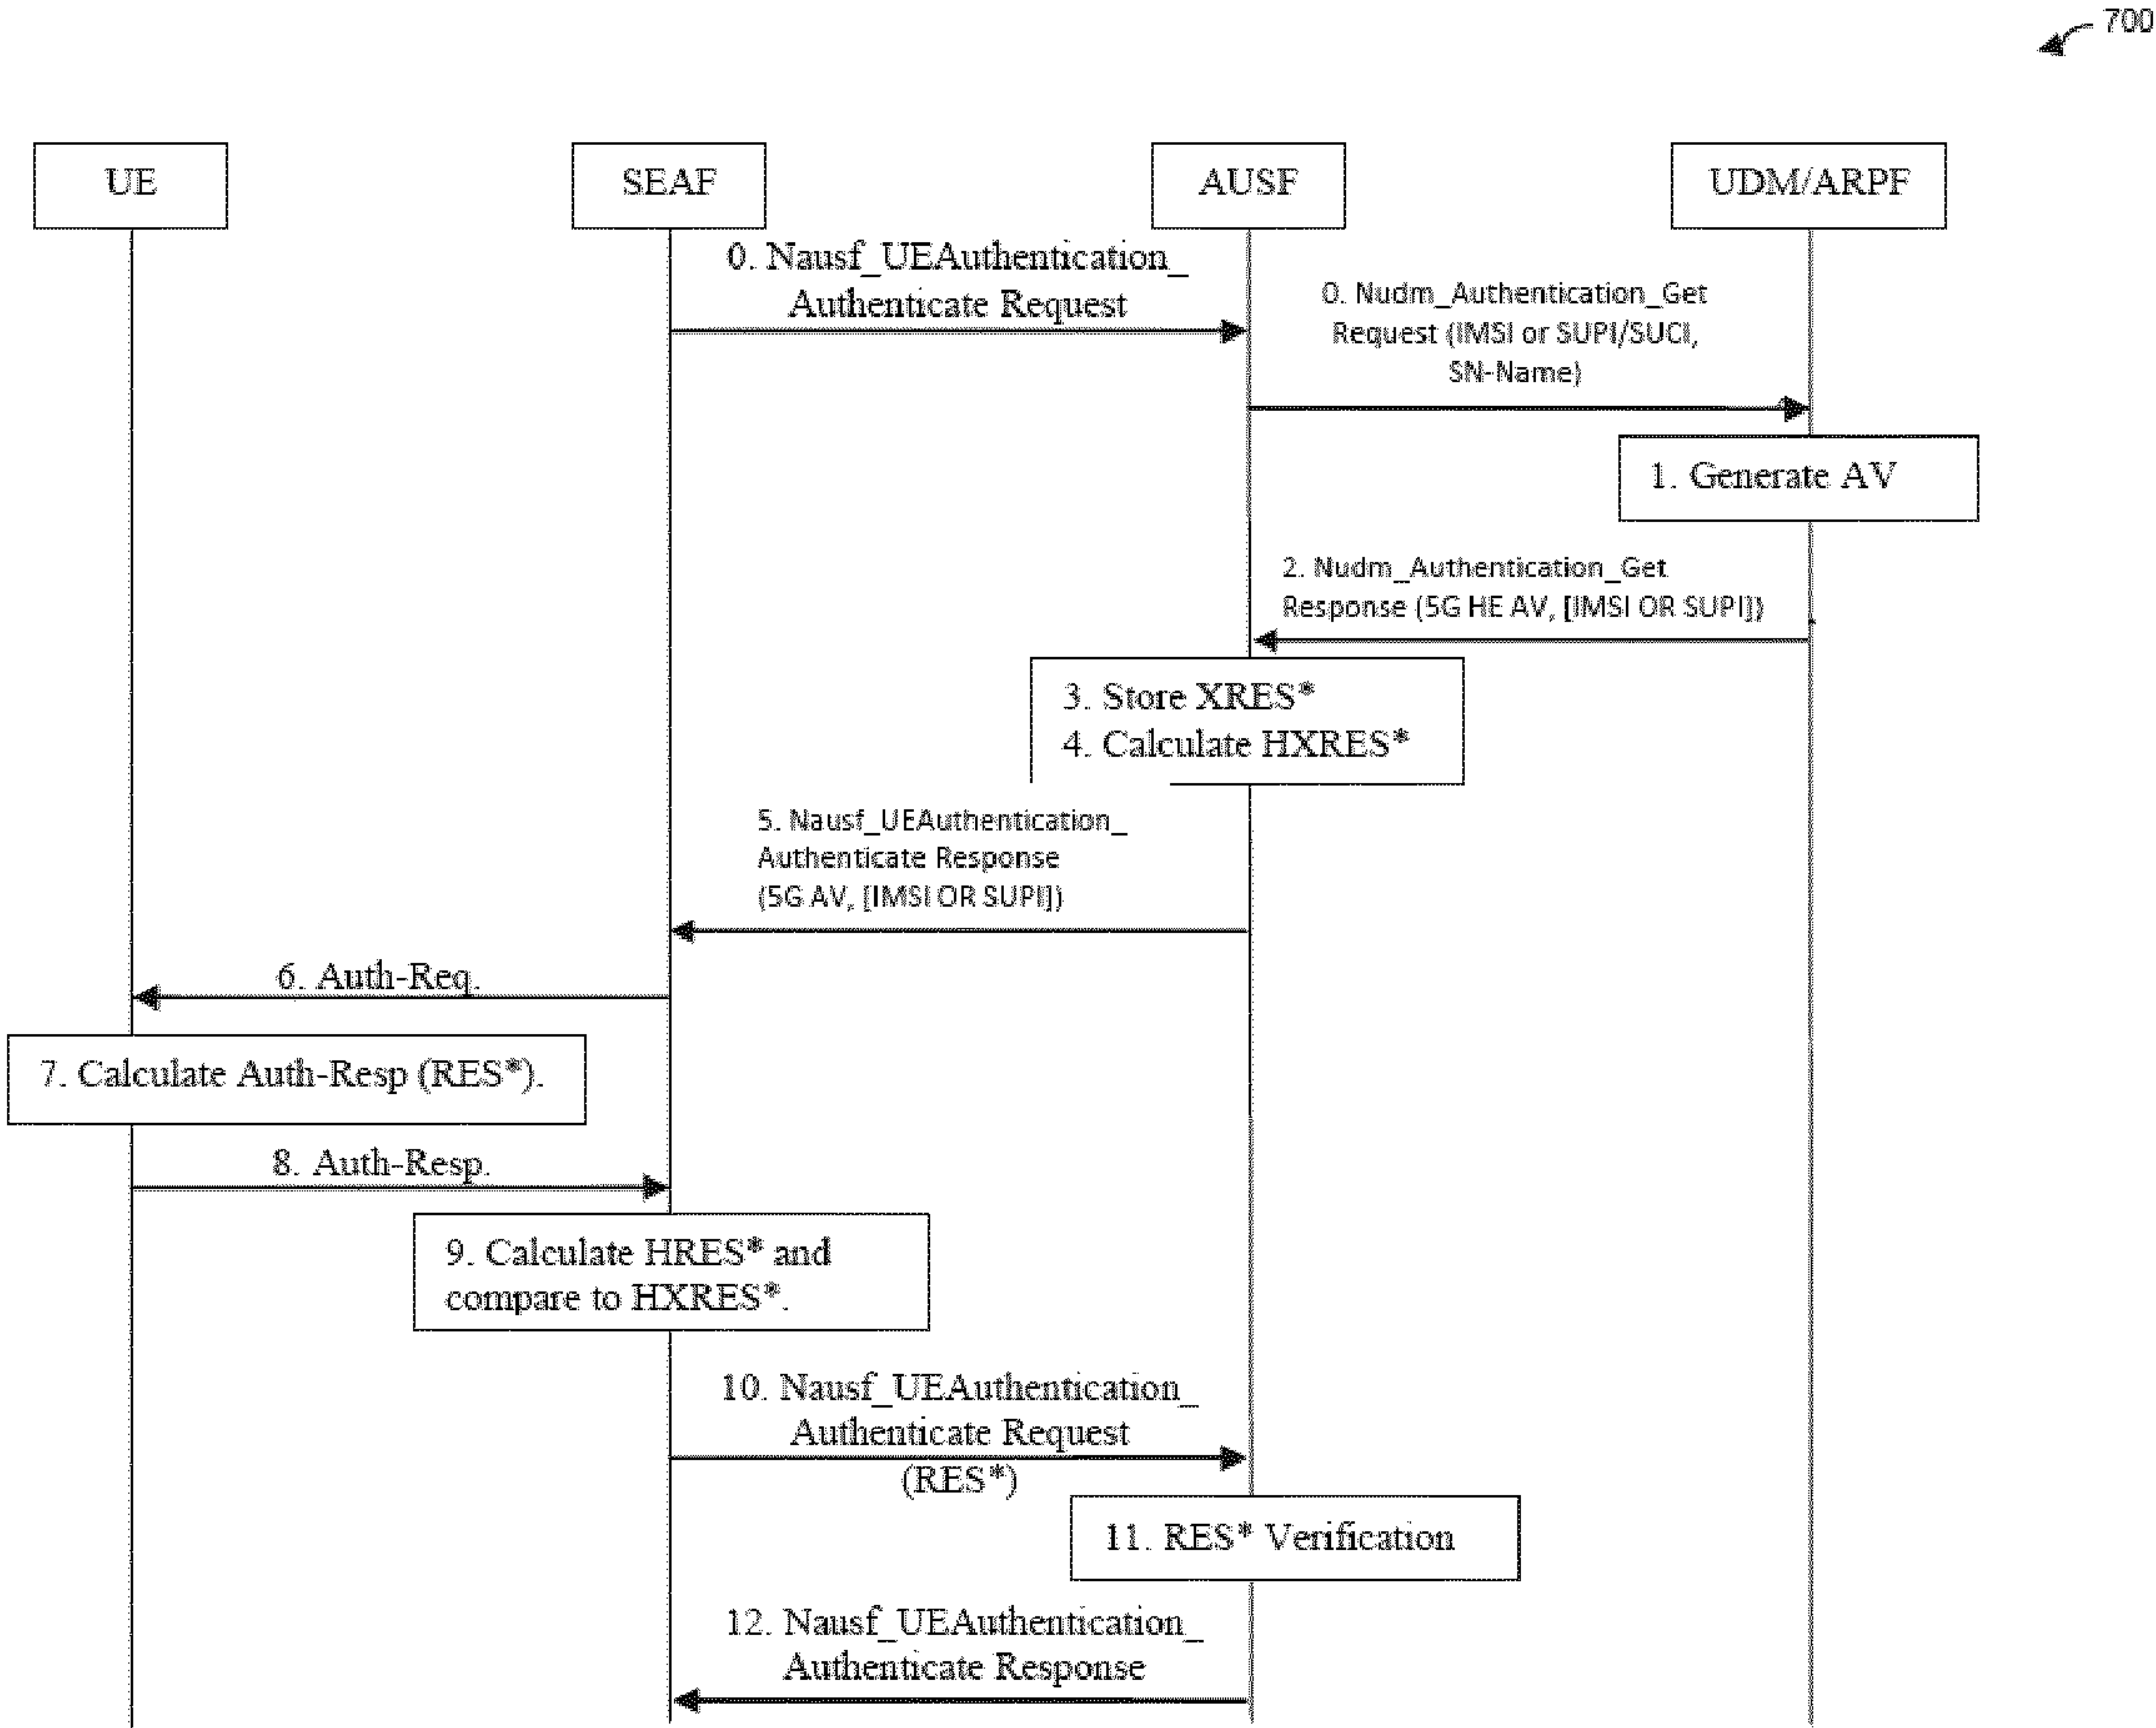 700
UE
SEAF
AUSF
UDM/ARPF
0. Nausf_UEAuthentication_
Authenticate Request
0. Nudm_Authentication_Get
Request (IMSI or SUPI/SUCI,
SN-Name)
1. Generate AV
2. Nudm_Authentication_Get
Response (5G HE AV, [IMSI OR SUPI])
3. Store XRES*
4. Calculate HXRES*
5. Nausf_UEAuthentication_
Authenticate Response
(5G AV, [IMSI OR SUPI])
6. Auth-Req.
7. Calculate Auth-Resp (RES*).
8. Auth-Resp.
9. Calculate HRES* and
compare to HXRES*.
10. Nausf_UEAuthentication_
Authenticate Request
(RES*)
11. RES* Verification
12. Nausf_UEAuthentication_
Authenticate Response